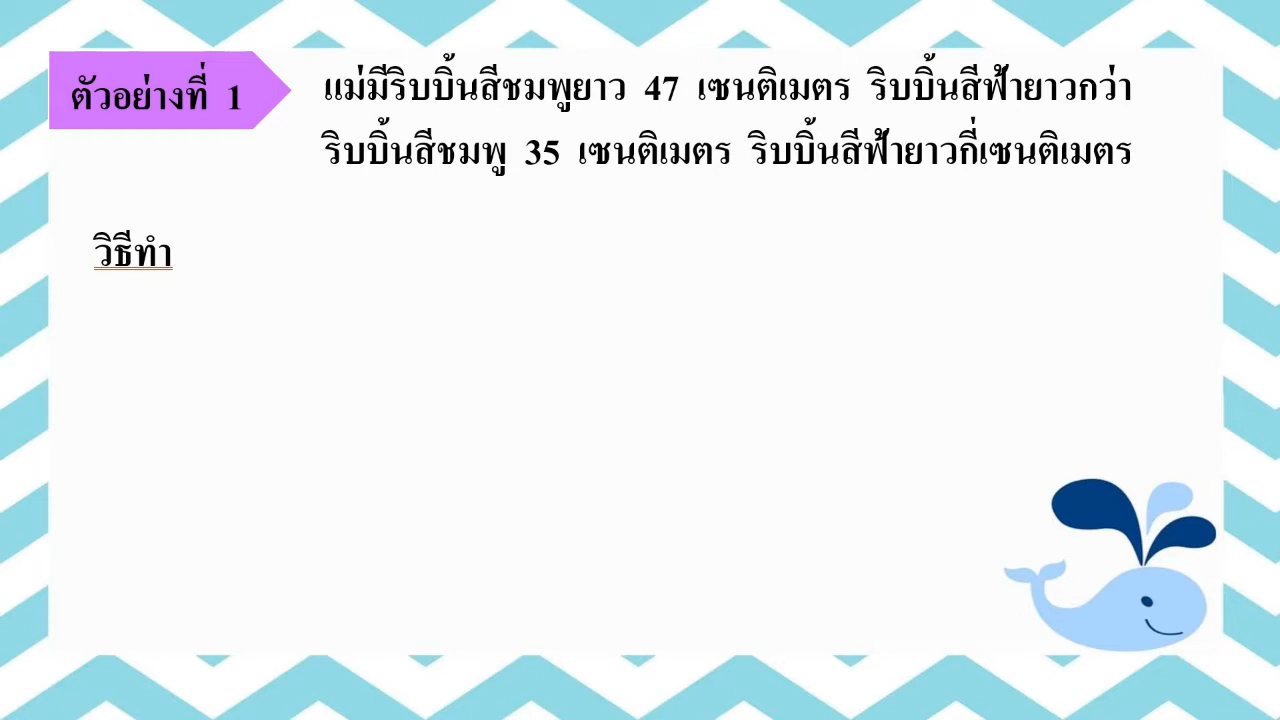 ตัวอย่างที่ 1
แม่มีริบบิ้นสีชมพูยาว 47 เซนติเมตร ริบบิ้นสีฟ้ายาวกว่า
ริบบิ้นสีชมพู 35 เซนติเมตร ริบบิ้นสีฟ้ายาวกี่เซนติเมตร
วิธีทำ